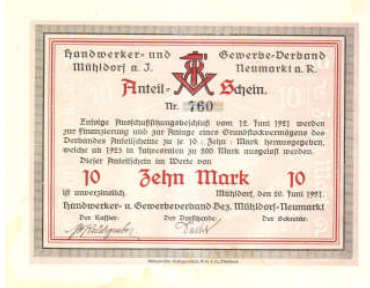 Handwerker- und Gewerbe-Verband
Mühldorf a. I. Neumarkt a. R.
Anteil-Schein.
Nr. 760
Zufolge Ausschußsitzungsbeschluß vom 12. Juni 1921 werden
zur Finanzierung und zur Anlage eines Grundstockvermögens des
Verbandes Anteilscheine zu je 10 : Zehn : Mark herausgegeben,
welche ab 1923 in Jahresraten zu 200 Mark ausgelost werden.
Dieser Anteilschein im Werte von
10 Zehn Mark 10
ist unverzinslich. Mühldorf, den 20. Juni 1921.
Handwerker- u. Gewerbeverband Bez. Mühldorf-Neumarkt
Der Kassier: Der Vorsitzende: Der Sekretär: